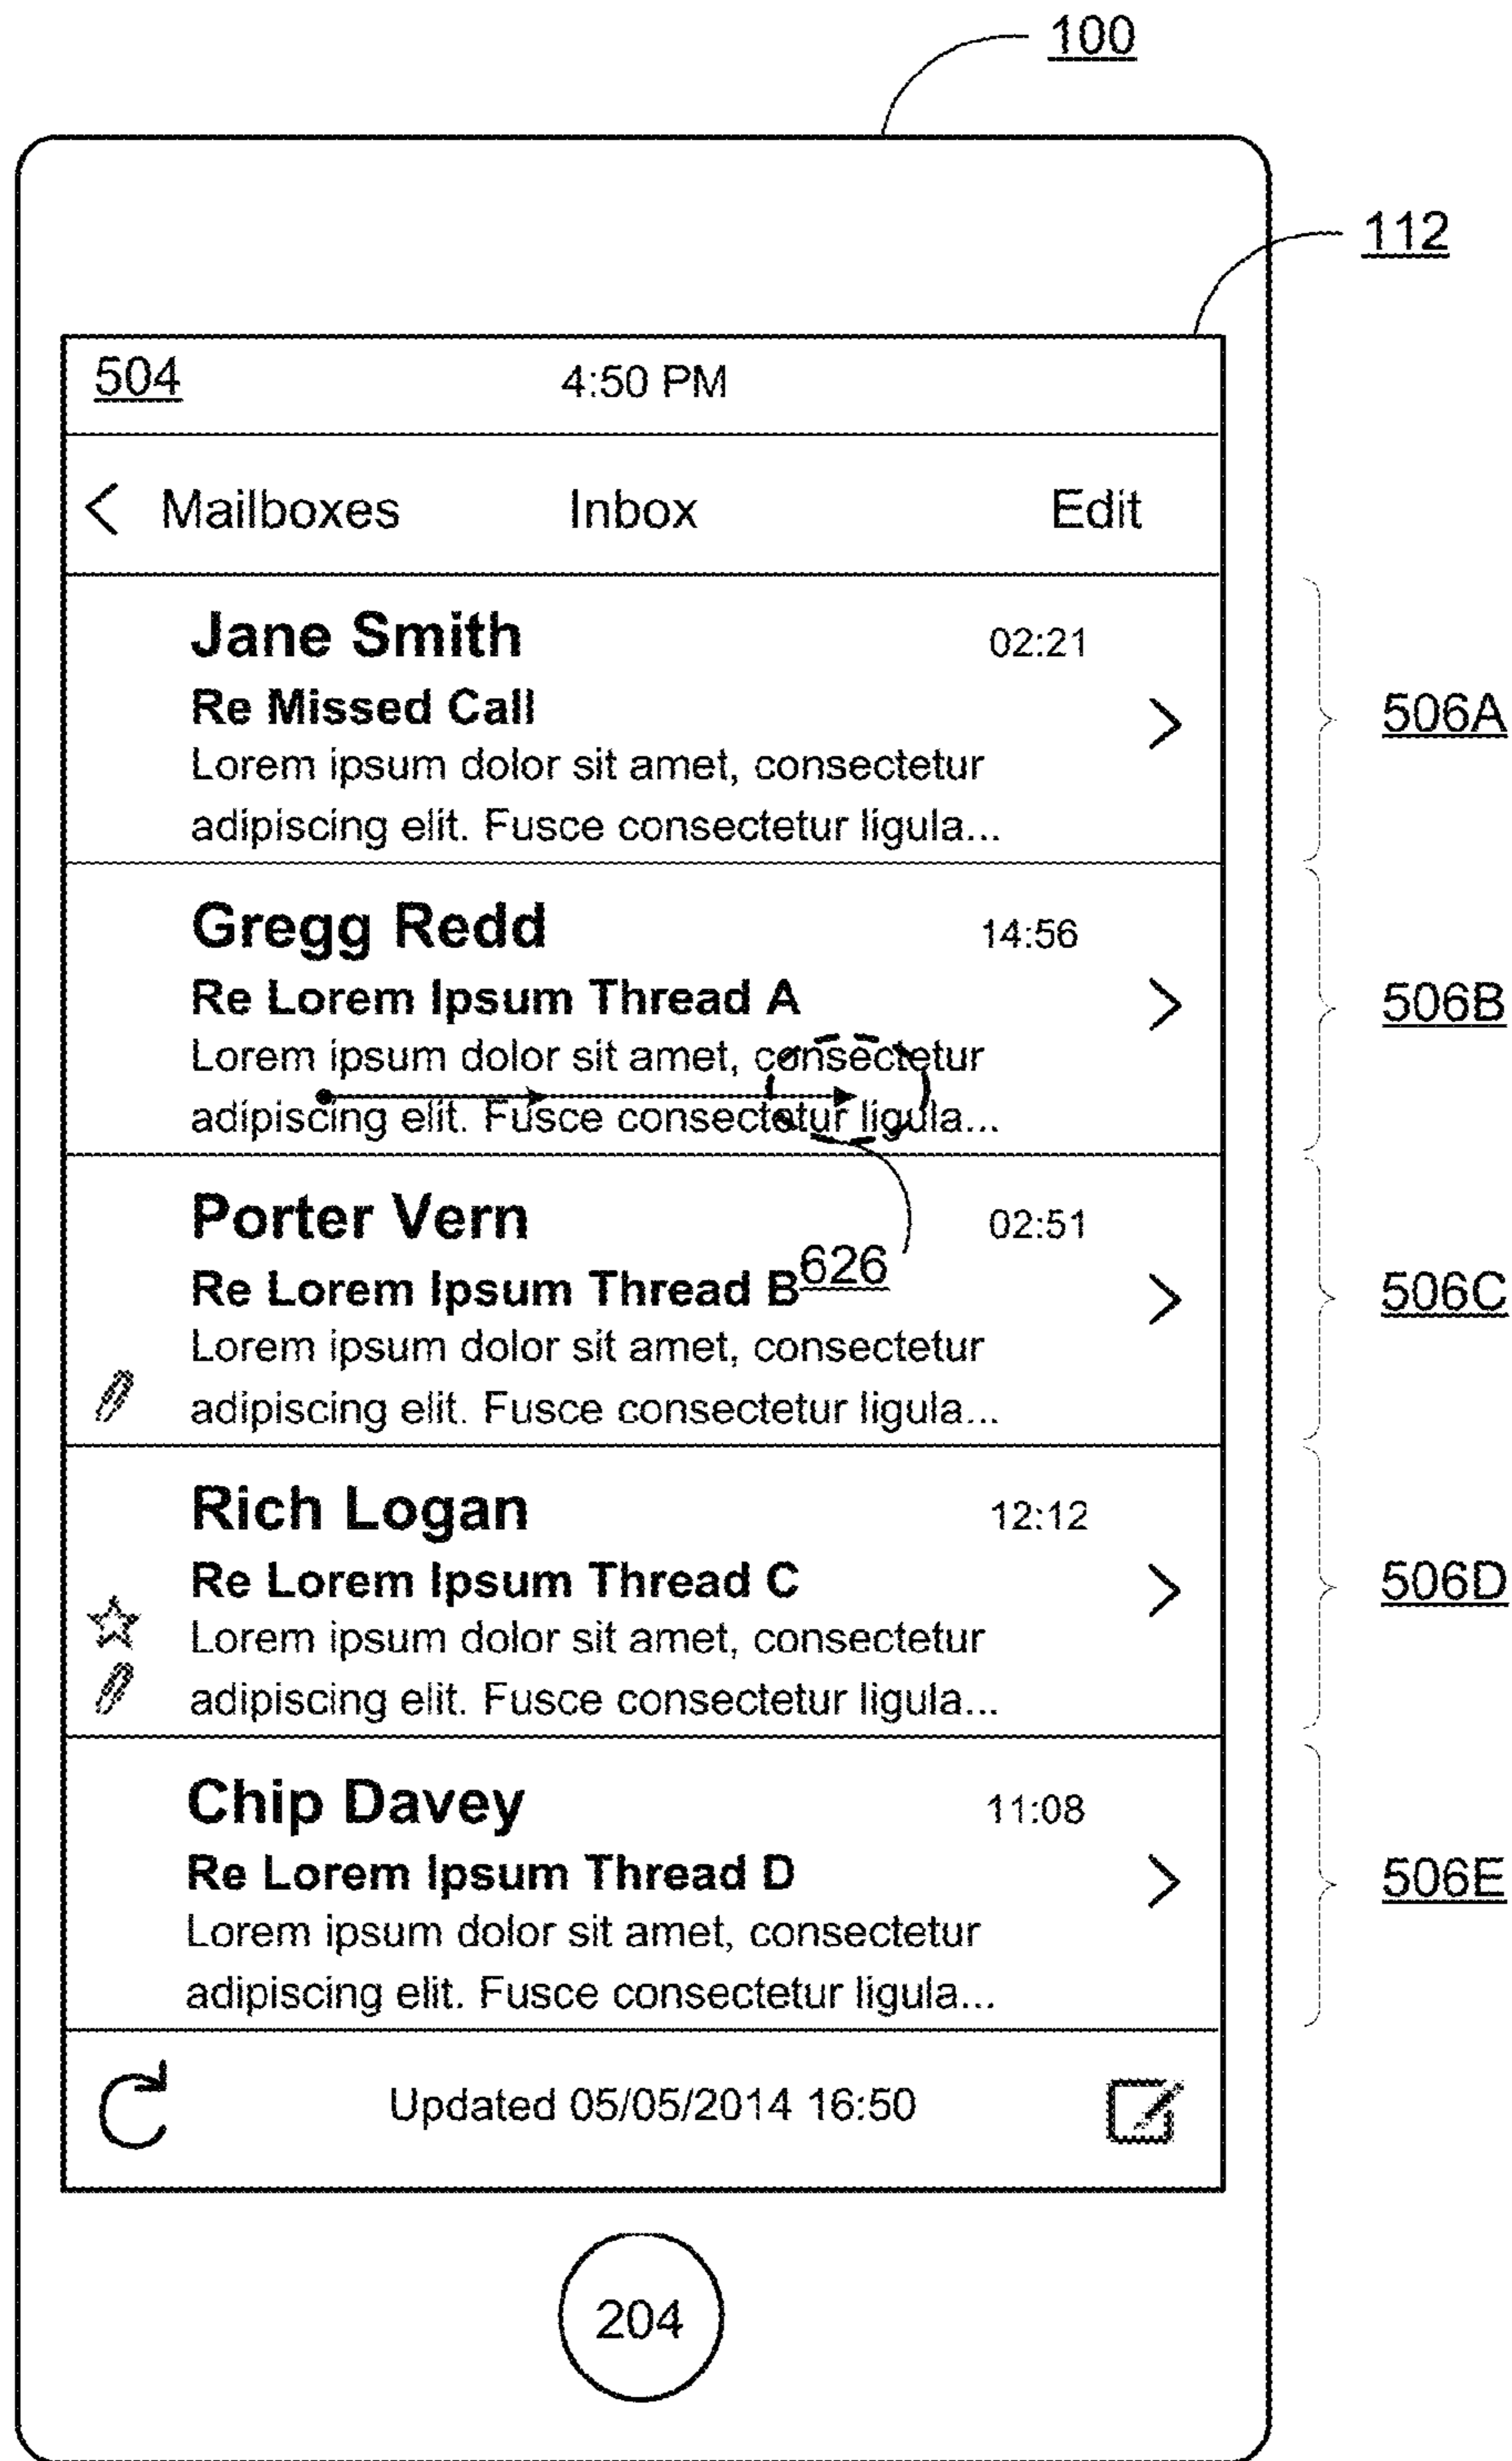 100
112
504 4:50 PM
< Mailboxes Inbox Edit
Jane Smith 02:21
Re Missed Call
506A
Lorem ipsum dolor sit amet, consectetur
adipiscing elit. Fusce consectetur ligula...
Gregg Redd 14:56
Re Lorem Ipsum Thread A
506B
Lorem ipsum dolor sit amet, consectetur
adipiscing elit. Fusce consectetur ligula...
Porter Vern 02:51
626
Re Lorem Ipsum Thread B
506C
Lorem ipsum dolor sit amet, consectetur
adipiscing elit. Fusce consectetur ligula...
Rich Logan 12:12
Re Lorem Ipsum Thread C
506D
Lorem ipsum dolor sit amet, consectetur
adipiscing elit. Fusce consectetur ligula...
Chip Davey 11:08
Re Lorem Ipsum Thread D
506E
Lorem ipsum dolor sit amet, consectetur
adipiscing elit. Fusce consectetur ligula...
Updated 05/05/2014 16:50
204